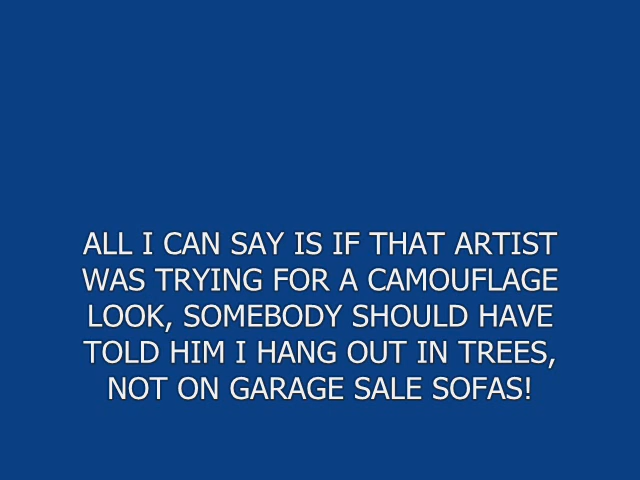 ALL I CAN SAY IS IF THAT ARTIST
WAS TRYING FOR A CAMOUFLAGE
LOOK, SOMEBODY SHOULD HAVE
TOLD HIM I HANG OUT IN TREES,
NOT ON GARAGE SALE SOFAS!